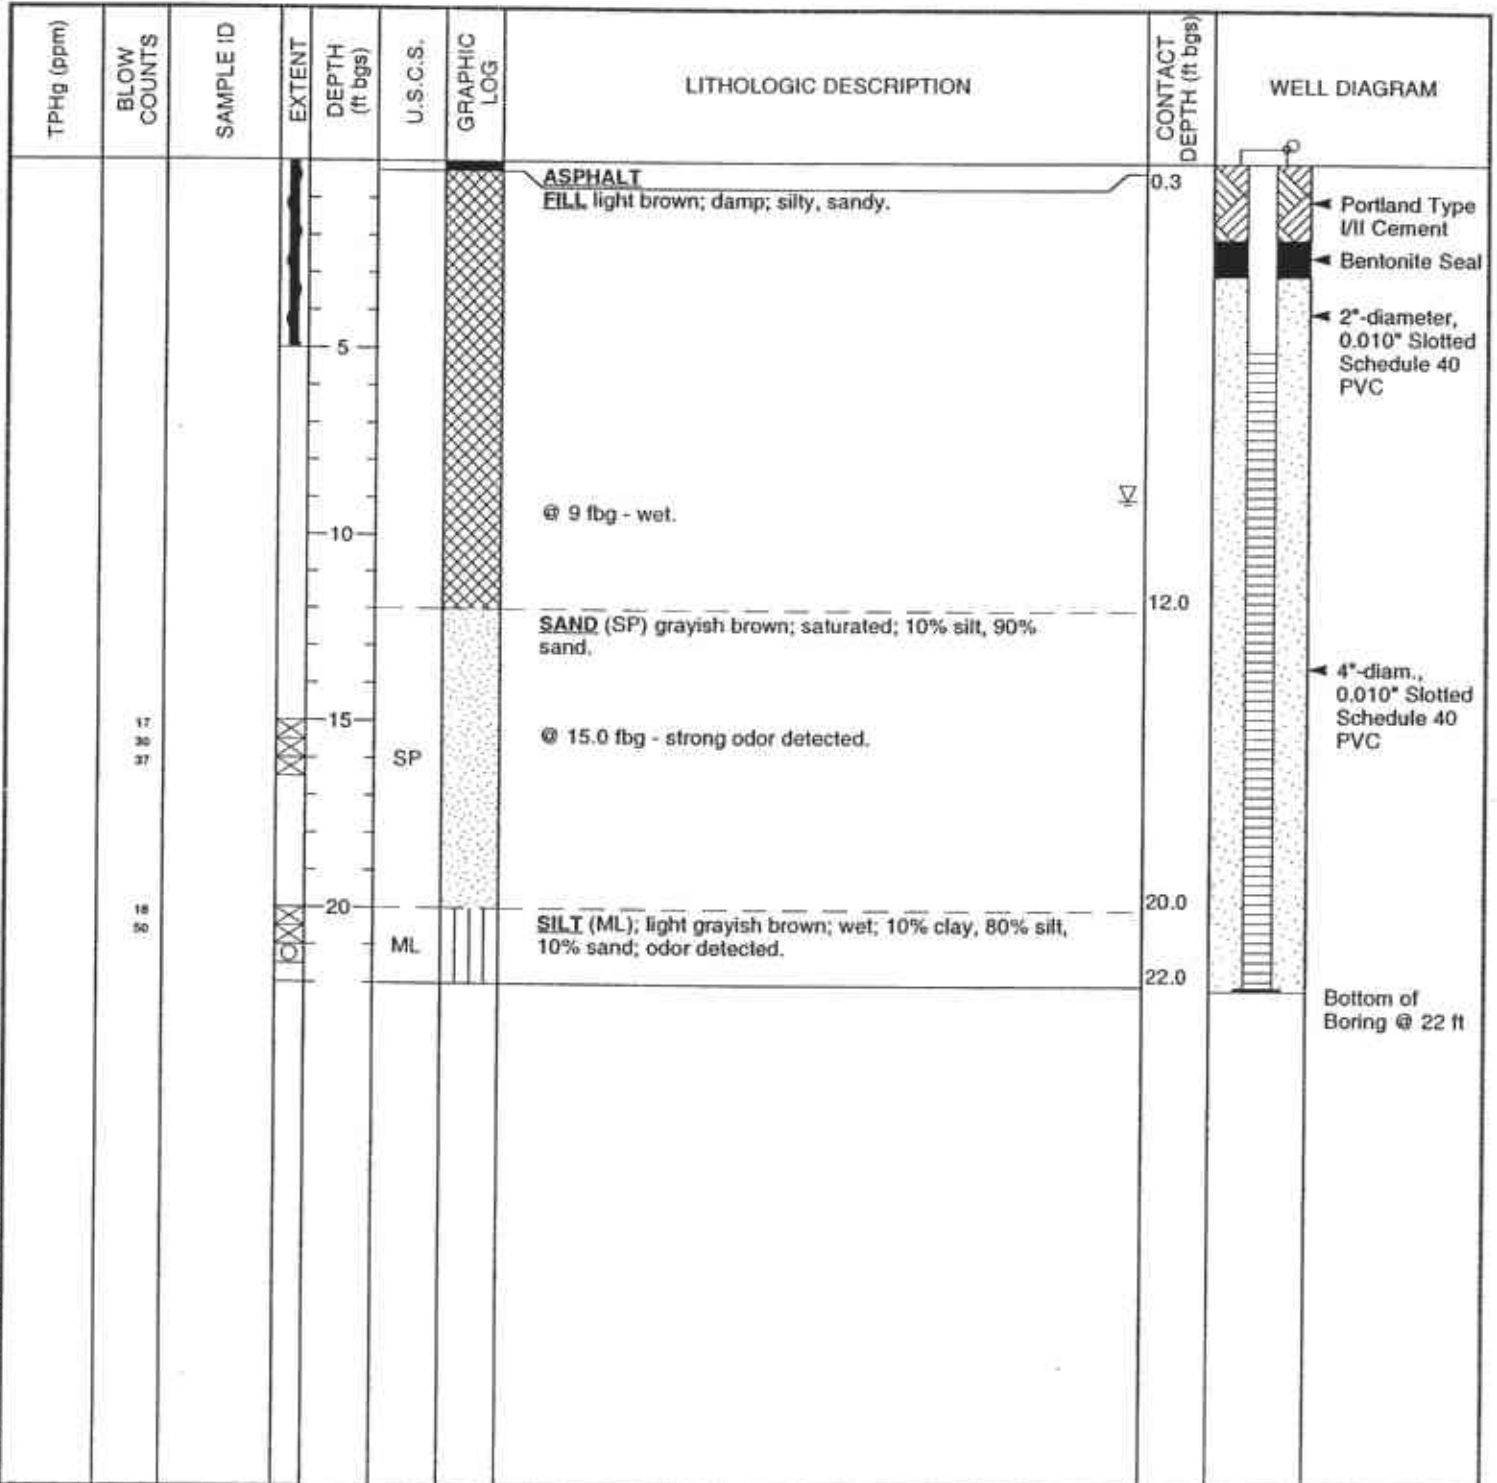 TPHg (ppm)
BLOW
COUNTS
SAMPLE ID
EXTENT
DEPTH
(ft bgs)
U.S.C.S.
GRAPHIC
LOG
LITHOLOGIC DESCRIPTION
CONTACT
DEPTH (ft bgs)
WELL DIAGRAM
ASPHALT
0.3
FILL light brown; damp; silty, sandy.
Portland Type
I/II Cement
Bentonite Seal
2"-diameter,
0.010" Slotted
Schedule 40
PVC
5
@ 9 fbg - wet.
10
12.0
SAND (SP) grayish brown; saturated; 10% silt, 90%
sand.
4"-diam.,
0.010" Slotted
Schedule 40
PVC
17
30
37
15
@ 15.0 fbg - strong odor detected.
SP
18
50
20
20.0
SILT (ML); light grayish brown; wet; 10% clay, 80% silt,
10% sand; odor detected.
ML
22.0
Bottom of
Boring @ 22 ft